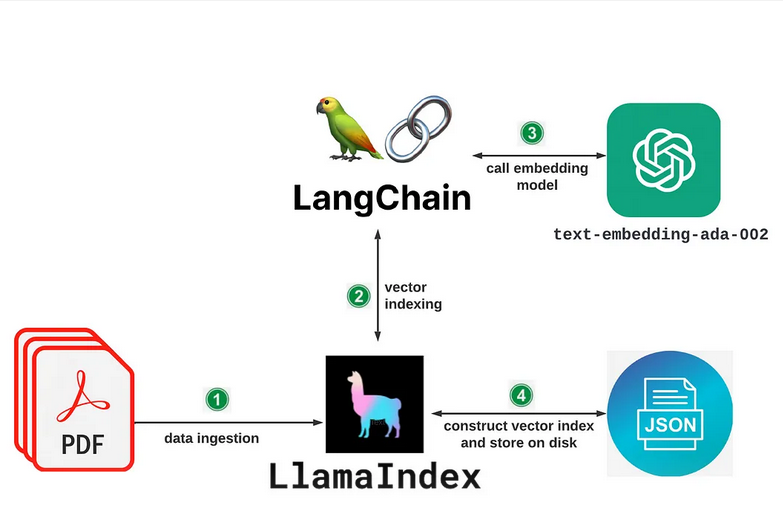 3
call embedding
model
LangChain
text-embedding-ada-002
2
vector
indexing
1
data ingestion
PDF
4
construct vector index
and store on disk
JSON
LlamaIndex